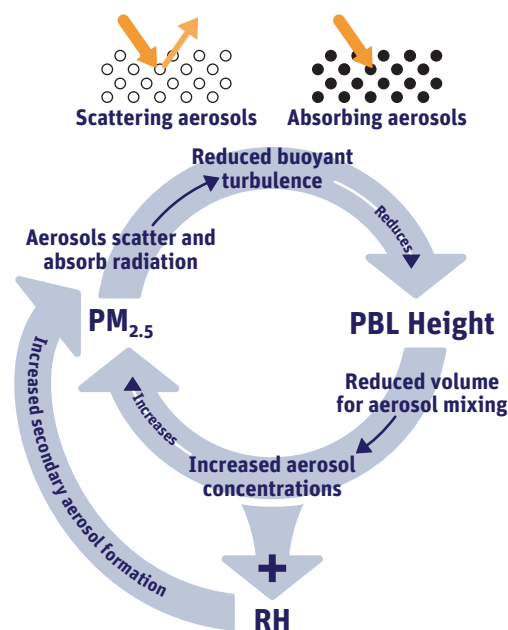 Scattering aerosols
Absorbing aerosols
Reduced buoyant
turbulence
Reduces
Aerosols scatter and
absorb radiation
PM2.5
PBL Height
Reduced volume
for aerosol mixing
Increases
Increased aerosol
concentrations
Increased secondary aerosol formation
+
RH